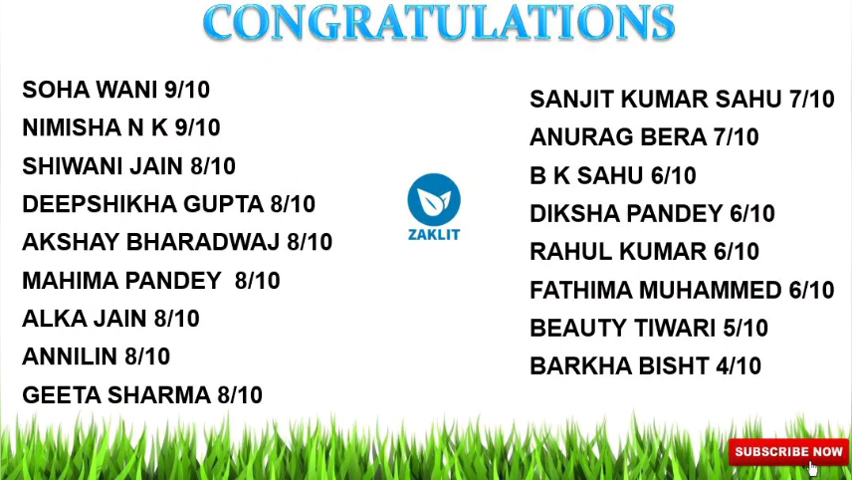 CONGRATULATIONS
SOHA WANI 9/10
NIMISHA N K 9/10
SHIWANI JAIN 8/10
DEEPSHIKHA GUPTA 8/10
AKSHAY BHARADWAJ 8/10
MAHIMA PANDEY 8/10
ALKA JAIN 8/10
ANNILIN 8/10
GEETA SHARMA 8/10
ZAKLIT
SANJIT KUMAR SAHU 7/10
ANURAG BERA 7/10
B K SAHU 6/10
DIKSHA PANDEY 6/10
RAHUL KUMAR 6/10
FATHIMA MUHAMMED 6/10
BEAUTY TIWARI 5/10
BARKHA BISHT 4/10
SUBSCRIBE NOW